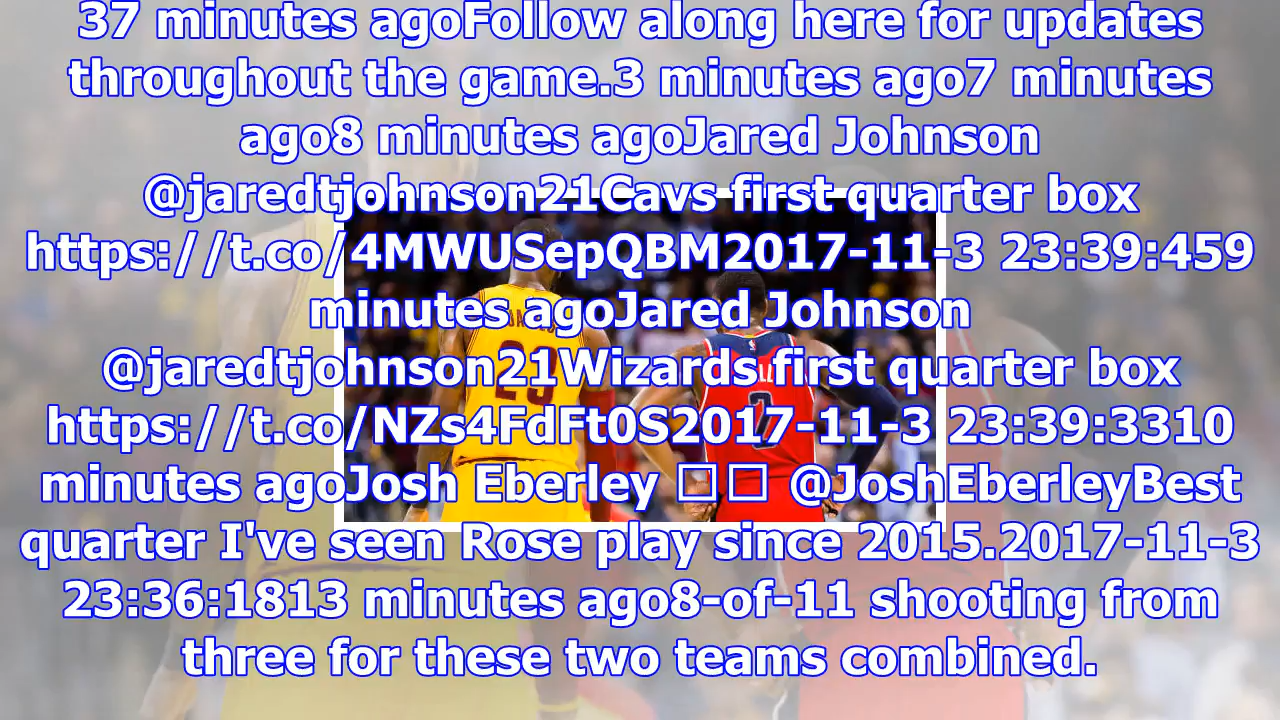 37 minutes agoFollow along here for updates
throughout the game.3 minutes ago7 minutes
ago8 minutes agoJared Johnson
@jaredtjohnson21Cavs first quarter box
https://t.co/4MWUSepQBM2017-11-3 23:39:459
minutes agoJared Johnson
@jaredtjohnson21Wizards first quarter box
https://t.co/NZs4FdFt0S2017-11-3 23:39:3310
minutes agoJosh Eberley □□ @JoshEberleyBest
quarter I've seen Rose play since 2015.2017-11-3
23:36:1813 minutes ago8-of-11 shooting from
three for these two teams combined.
23
2